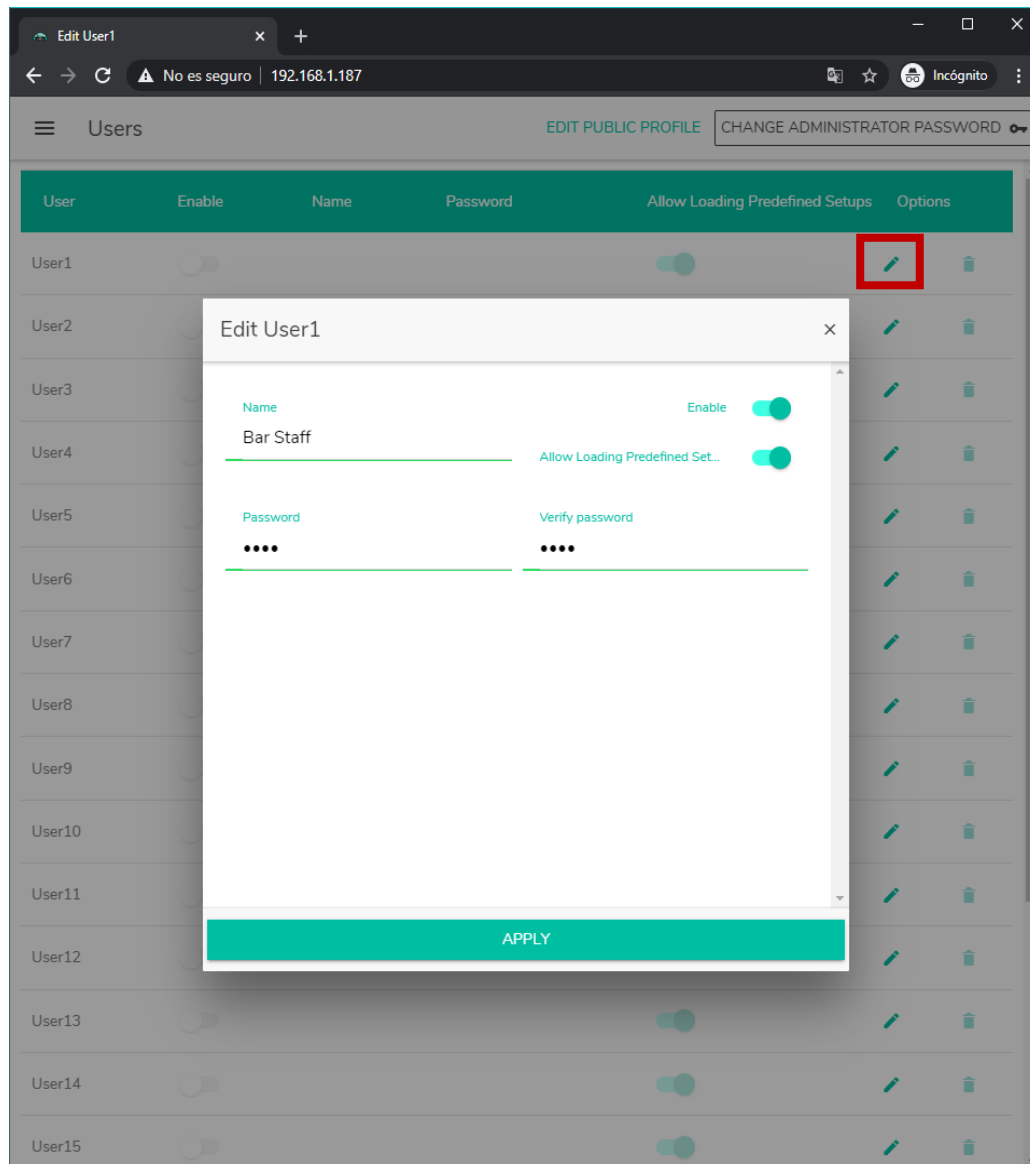 Edit User1
No es seguro 192.168.1.187 Incógnito
Users EDIT PUBLIC PROFILE CHANGE ADMINISTRATOR PASSWORD
User Enable Name Password Allow Loading Predefined Setups Options
User1
User2
Edit User1
User3
Name Enable
Bar Staff
User4
Allow Loading Predefined Set...
User5
Password Verify password
••••  ••••
User6
User7
User8
User9
User10
User11
User12
APPLY
User13
User14
User15